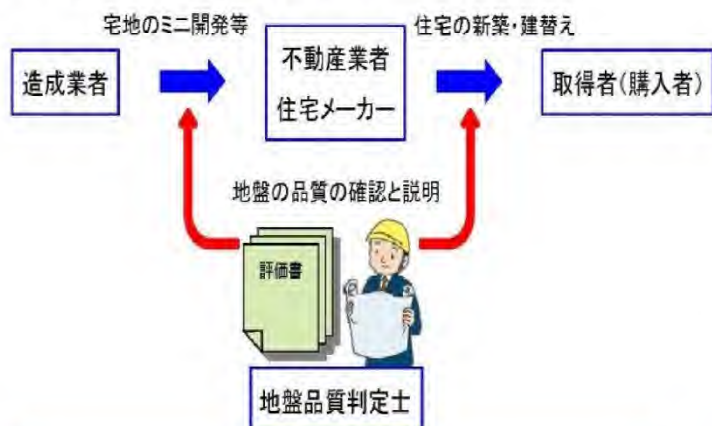 宅地のミニ開発等
住宅の新築・建替え
造成業者
不動産業者
住宅メーカー
取得者(購入者)
地盤の品質の確認と説明
評価書
地盤品質判定士